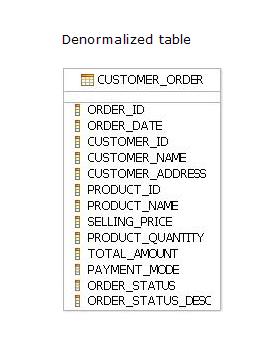 Denormalized table
CUSTOMER_ORDER
ORDER_ID
ORDER_DATE
CUSTOMER_ID
CUSTOMER_NAME
CUSTOMER_ADDRESS
PRODUCT_ID
PRODUCT_NAME
SELLING_PRICE
PRODUCT_QUANTITY
TOTAL_AMOUNT
PAYMENT_MODE
ORDER_STATUS
ORDER_STATUS_DESC